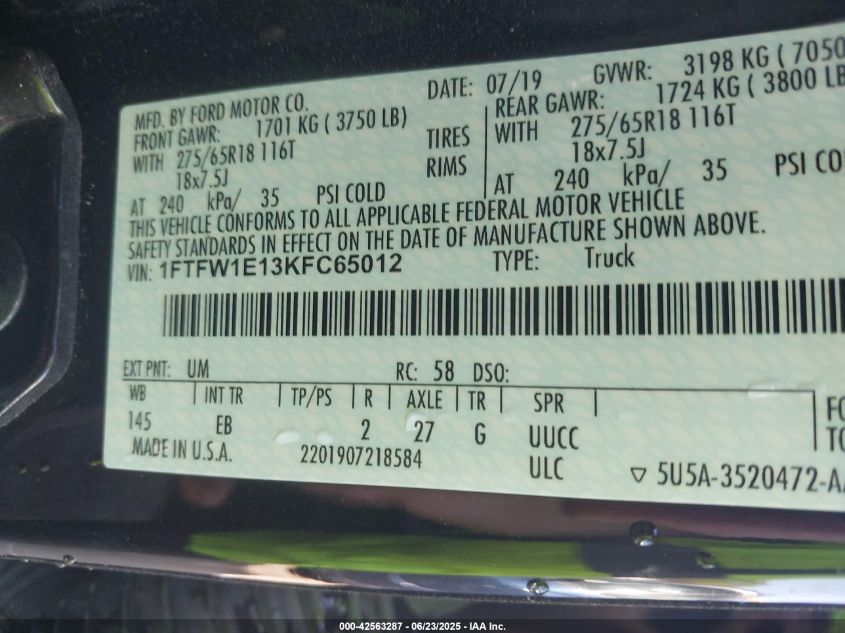 MFD. BY FORD MOTOR CO. DATE: 07/19 GVWR: 3198 KG ( 7050
FRONT GAWR: 1701 KG ( 3750 LB) REAR GAWR: 1724 KG ( 3800 LB
WITH 275/65R18 116T TIRES WITH 275/65R18 116T
18x7.5J RIMS 18x7.5J
AT 240 kPa/ 35 PSI COLD AT 240 kPa/ 35 PSI CO
THIS VEHICLE CONFORMS TO ALL APPLICABLE FEDERAL MOTOR VEHICLE
SAFETY STANDARDS IN EFFECT ON THE DATE OF MANUFACTURE SHOWN ABOVE.
VIN: 1FTFW1E13KFC65012 TYPE: Truck
EXT PNT: UM RC: 58 DSO:
WB INT TR TP/PS R AXLE TR SPR
145 EB 2 27 G UUCC
MADE IN U.S.A. 2201907218584 ULC ▽ 5U5A-3520472-A
FO
TO
000-42563287 - 06/23/2025 - IAA Inc.